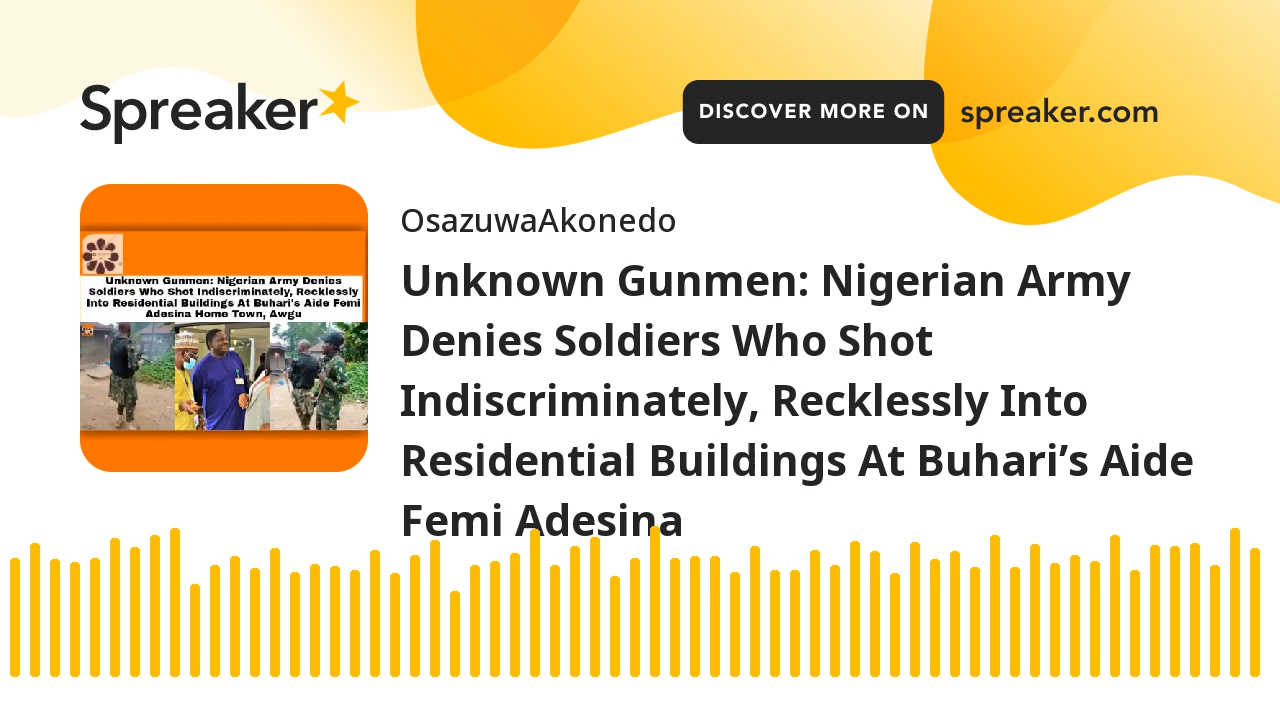 Spreaker
DISCOVER MORE ON
spreaker.com
OsazuwaAkonedo
Unknown Gunmen: Nigerian Army
Denies Soldiers Who Shot
Indiscriminately, Recklessly Into
Residential Buildings At Buhari’s Aide
Femi Adesina
Unknown Gunmen: Nigerian Army Denies
Soldiers Who Shot Indiscriminately, Recklessly
Into Residential Buildings At Buhari's Aide Femi
Adesina Home Town, Awgu